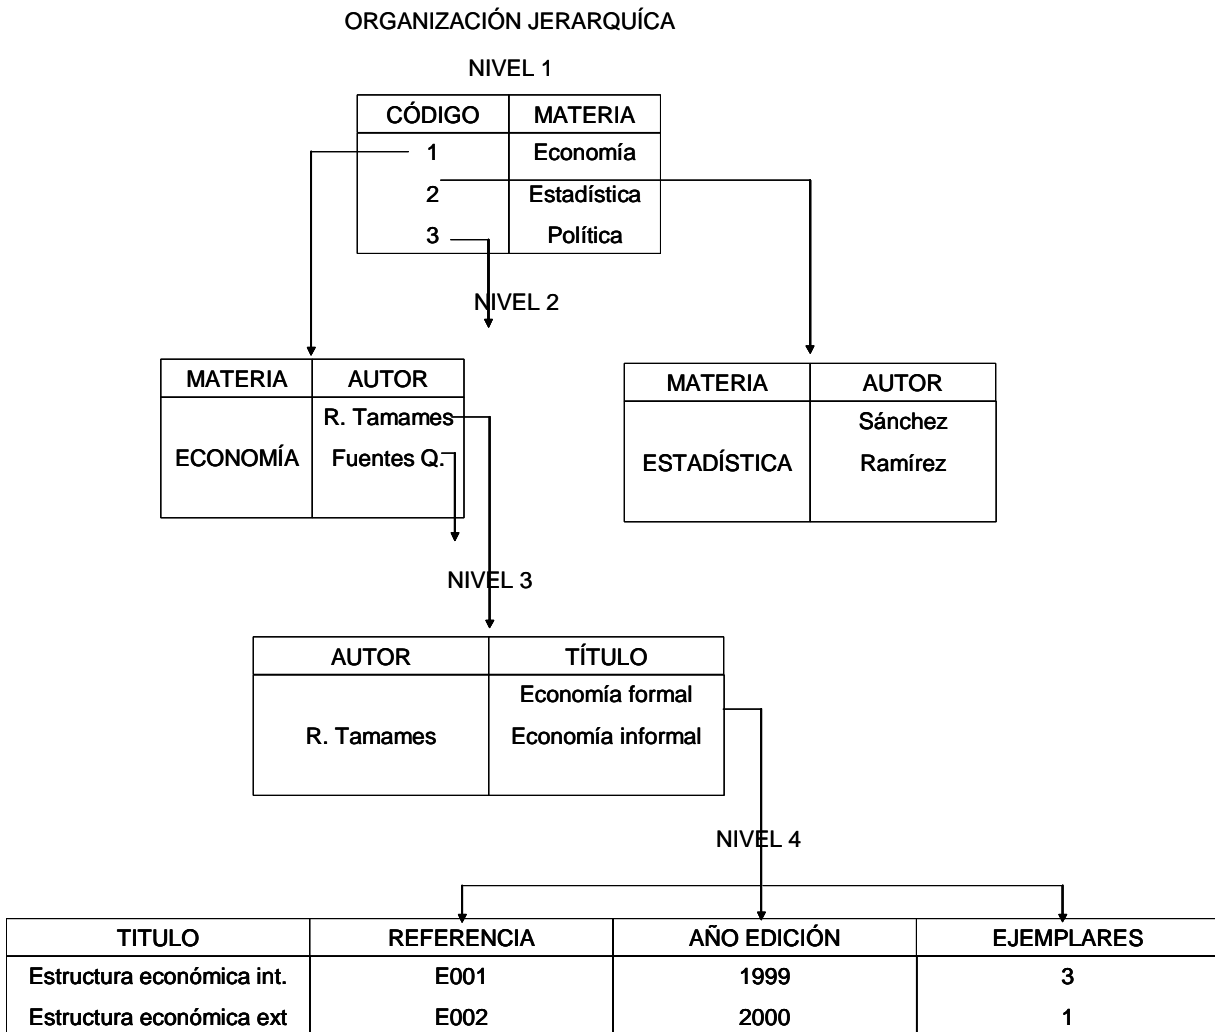 ORGANIZACIÓN JERARQUÍCA
NIVEL 1
CÓDIGO MATERIA
1 Economía
2 Estadística
3 Política
NIVEL 2
MATERIA AUTOR
R. Tamames
ECONOMÍA Fuentes Q.
MATERIA AUTOR
Sánchez
ESTADÍSTICA Ramírez
NIVEL 3
AUTOR TÍTULO
Economía formal
R. Tamames Economía informal
NIVEL 4
TITULO REFERENCIA AÑO EDICIÓN EJEMPLARES
Estructura económica int. E001 1999 3
Estructura económica ext E002 2000 1